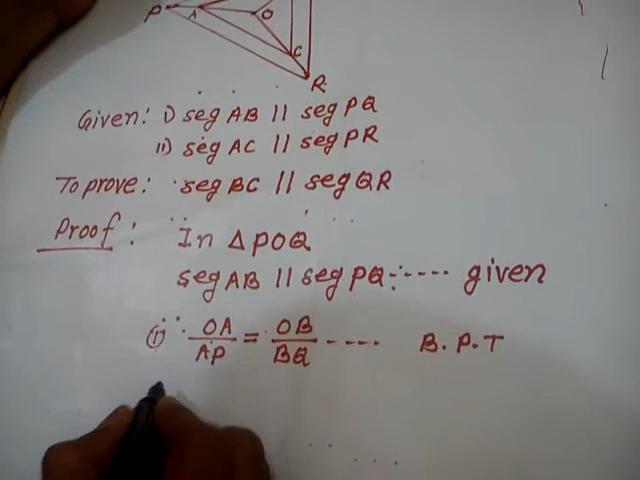 P A O C
R
Given: i) seg AB || seg PQ
ii) seg AC || seg PR
To prove: seg BC || seg QR
Proof: In △POQ
seg AB || seg PQ ----- given
(1) ∴ OA/AP = OB/BQ ---- B.P.T